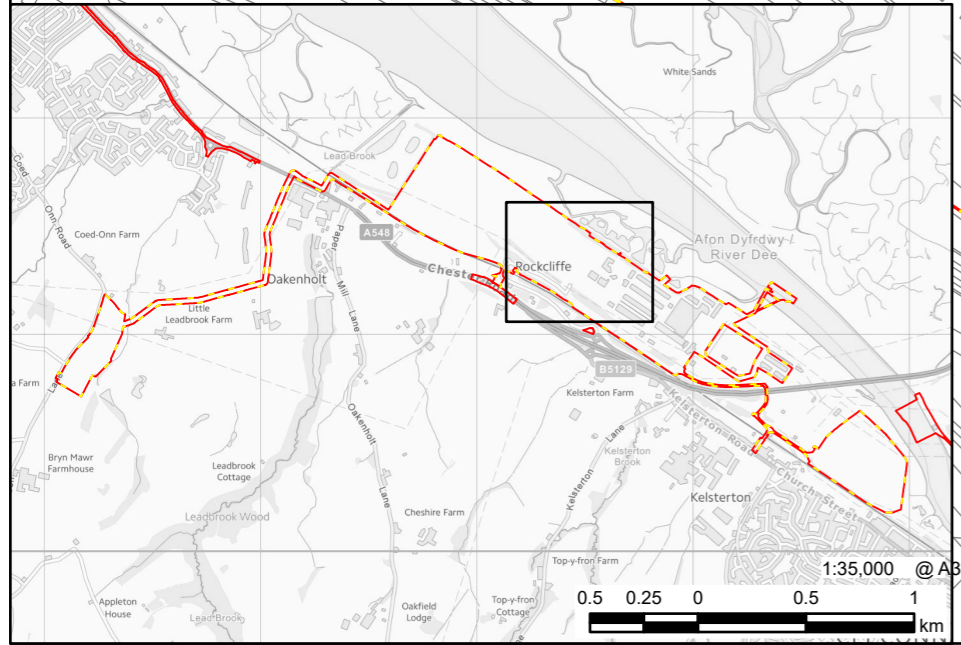 White Sands
Lead Brook
Coed
Onn Road
Coed-Onn Farm
A548
Paper
Mill
Lane
Afon Dyfrdwy /
River Dee
Rockcliffe
Oakenholt
Little
Leadbrook Farm
B5129
Lane
Kelsterton Farm
Oakenholt
Lane
Kelsterton Road
Lane
Kelsterton
Kelsterton
Brook
Bryn Mawr
Farmhouse
Leadbrook
Cottage
Church Street
Kelsterton
Leadbrook Wood
Cheshire Farm
Top-y-fron Farm
1:35,000 @ A3
0.5 0.25 0 0.5 1
km
Appleton
House
Lead Brook
Oakfield
Lodge
Top-y-fron
Cottage